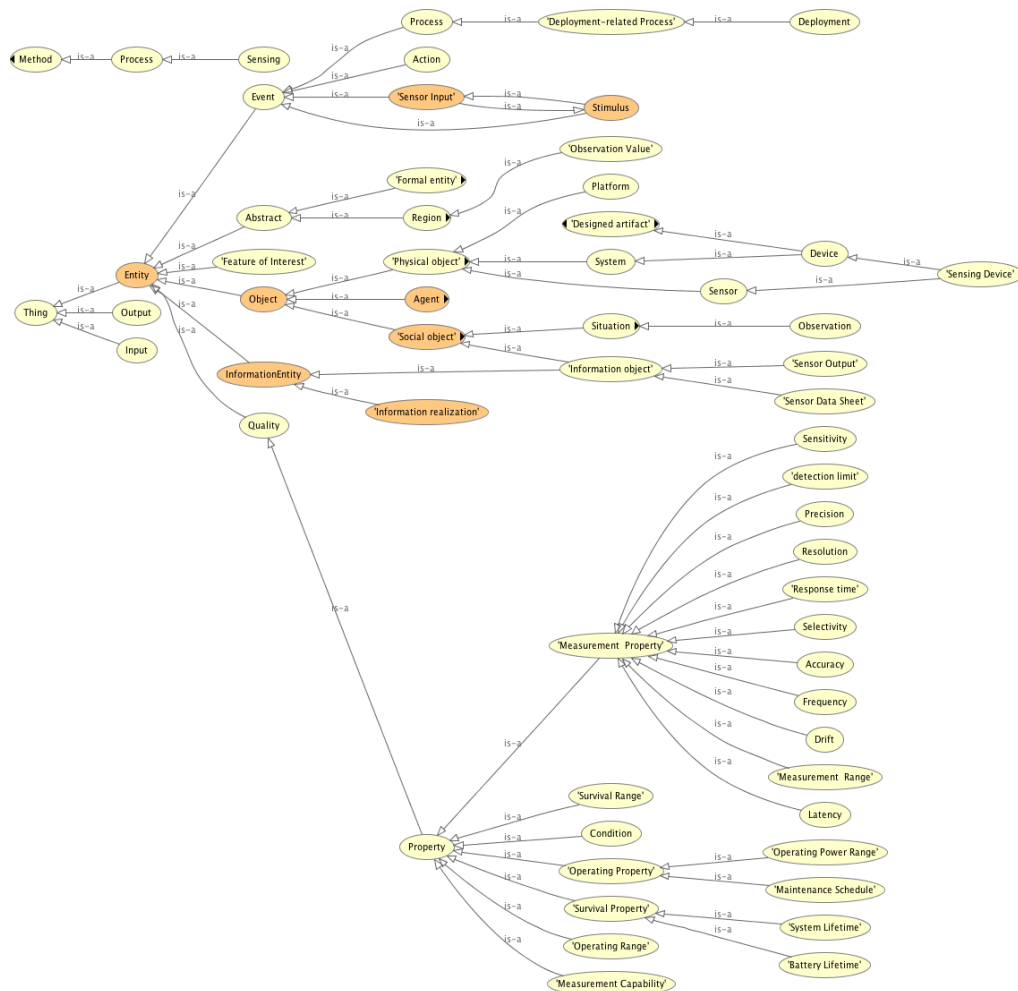 Process
is-a
'Deployment-related Process'
is-a
Deployment
Method
is-a
Process
is-a
Sensing
is-a
Action
is-a
Event
is-a
'Sensor Input'
is-a
is-a
Stimulus
is-a
'Observation Value'
is-a
'Formal entity'
is-a
Platform
is-a
is-a
Abstract
is-a
Region
'Designed artifact'
is-a
is-a
'Feature of Interest'
is-a
'Physical object'
is-a
System
is-a
Device
is-a
'Sensing Device'
Entity
is-a
is-a
is-a
Sensor
is-a
is-a
Object
is-a
Agent
is-a
Thing
is-a
Output
is-a
is-a
'Social object'
is-a
Situation
is-a
Observation
is-a
Input
is-a
is-a
InformationEntity
is-a
'Information object'
is-a
'Sensor Output'
is-a
'Information realization'
is-a
'Sensor Data Sheet'
Quality
Sensitivity
is-a
'detection limit'
is-a
Precision
is-a
Resolution
is-a
'Response time'
is-a
is-a
Selectivity
is-a
'Measurement Property'
is-a
Accuracy
is-a
Frequency
is-a
Drift
is-a
is-a
'Measurement Range'
is-a
Latency
'Survival Range'
is-a
Condition
is-a
Property
'Operating Power Range'
is-a
is-a
'Operating Property'
is-a
'Maintenance Schedule'
is-a
'Survival Property'
is-a
'System Lifetime'
is-a
is-a
'Operating Range'
is-a
'Battery Lifetime'
'Measurement Capability'